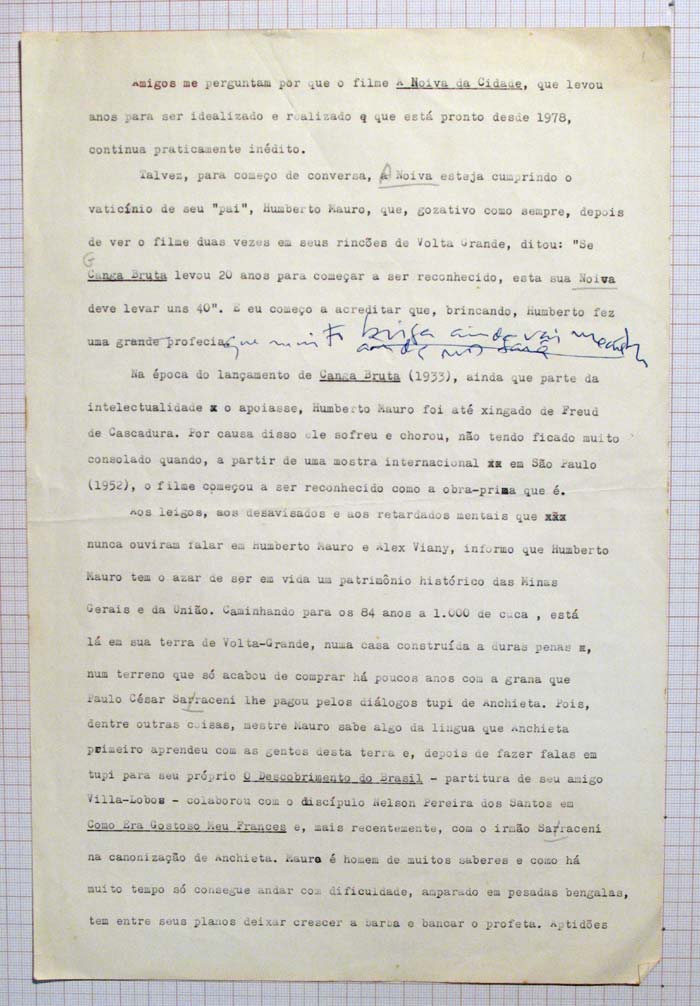 Amigos me perguntam por que o filme A Noiva da Cidade, que levou
anos para ser idealizado e realizado e que está pronto desde 1978,
continua praticamente inédito.
Talvez, para começo de conversa, A Noiva esteja cumprindo o
vaticínio de seu "pai", Humberto Mauro, que, gozativo como sempre, depois
de ver o filme duas vezes em seus rincões de Volta Grande, ditou: "Se
G
Canga Bruta levou 20 anos para começar a ser reconhecido, esta sua Noiva
deve levar uns 40". E eu começo a acreditar que, brincando, Humberto fez
uma grande profecia, que muita briga ainda vai
Na época do lançamento de Canga Bruta (1933), ainda que parte da
intelectualidade x o apoiasse, Humberto Mauro foi até xingado de Freud
de Cascadura. Por causa disso ele sofreu e chorou, não tendo ficado muito
consolado quando, a partir de uma mostra internacional xx em São Paulo
(1952), o filme começou a ser reconhecido como a obra-prima que é.
Aos leigos, aos desavisados e aos retardados mentais que xxx
nunca ouviram falar em Humberto Mauro e Alex Viany, informo que Humberto
Mauro tem o azar de ser em vida um patrimônio histórico das Minas
Gerais e da União. Caminhando para os 84 anos a 1.000 de cuca , está
lá em sua terra de Volta-Grande, numa casa construída a duras penas x,
num terreno que só acabou de comprar há poucos anos com a grana que
Paulo César Sarraceni lhe pagou pelos diálogos tupi de Anchieta. Pois,
dentre outras coisas, mestre Mauro sabe algo da lingua que Anchieta
primeiro aprendeu com as gentes desta terra e, depois de fazer falas em
tupi para seu próprio O Descobrimento do Brasil - partitura de seu amigo
Villa-Lobos - colaborou com o discípulo Nelson Pereira dos Santos em
Como Era Gostoso Meu Frances e, mais recentemente, com o irmão Sarraceni
na canonização de Anchieta. Mauro é homem de muitos saberes e como há
muito tempo só consegue andar com dificuldade, amparado em pesadas bengalas,
tem entre seus planos deixar crescer a barba e bancar o profeta. Aptidões